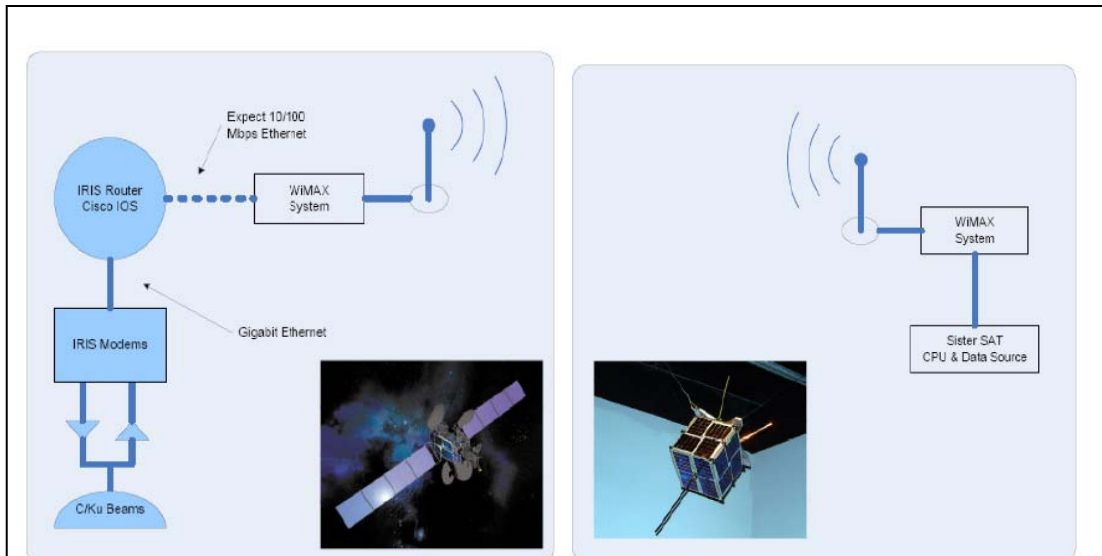 Expect 10/100
Mbps Ethernet
IRIS Router
Cisco IOS
WiMAX
System
Gigabit Ethernet
IRIS Modems
C/Ku Beams
WiMAX
System
Sister SAT
CPU & Data Source